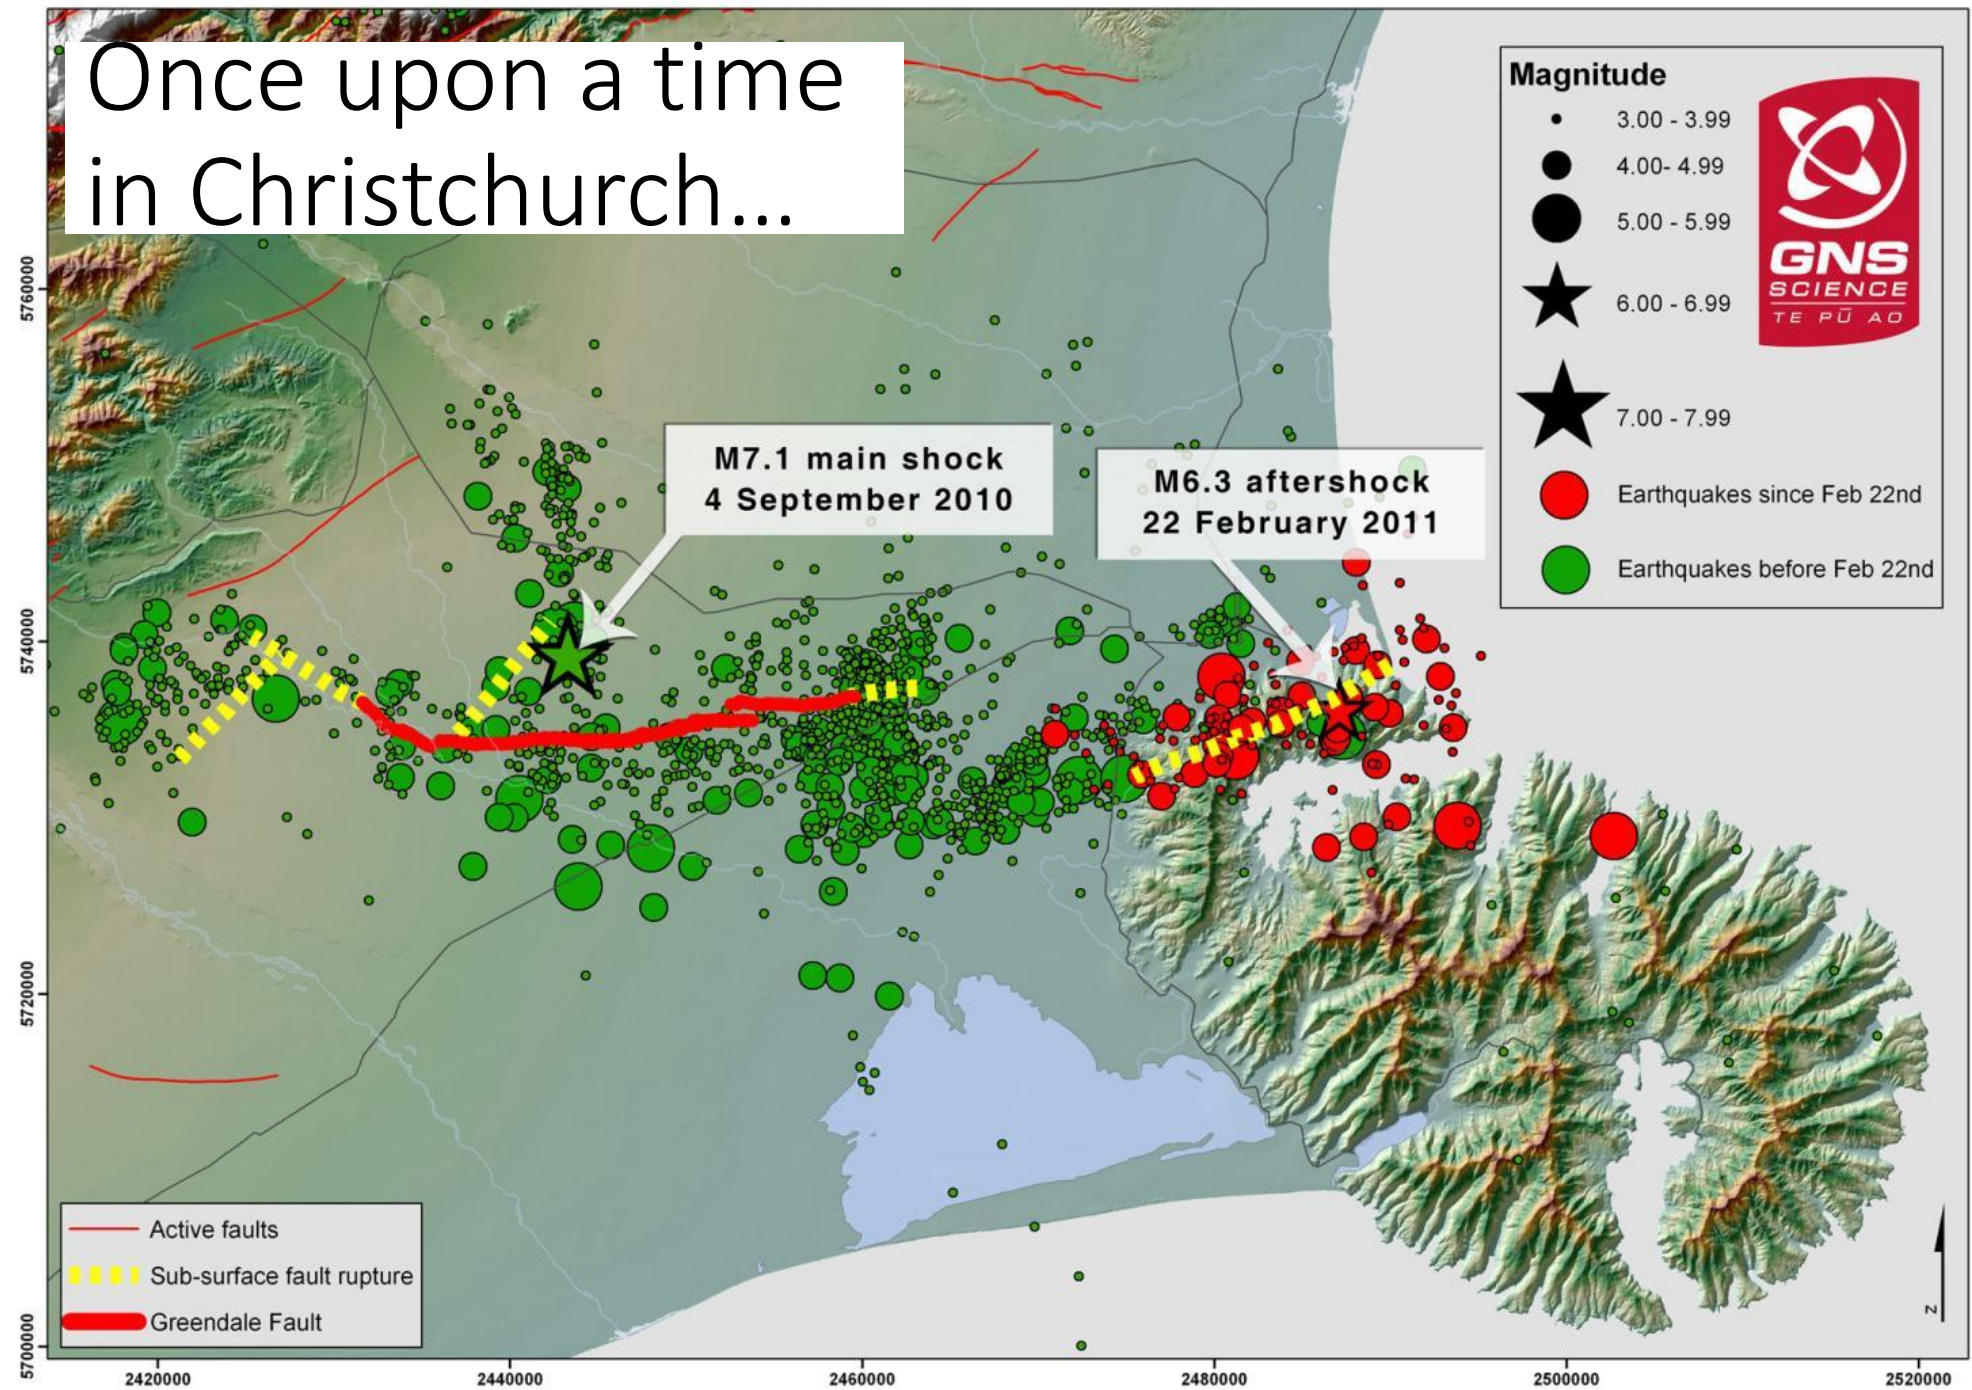 Once upon a time
in Christchurch...
Magnitude
3.00 - 3.99
4.00- 4.99
5.00 - 5.99
6.00 - 6.99
7.00 - 7.99
Earthquakes since Feb 22nd
Earthquakes before Feb 22nd
GNS
SCIENCE
TE PŪ AO
M7.1 main shock
4 September 2010
M6.3 aftershock
22 February 2011
Active faults
Sub-surface fault rupture
Greendale Fault
N
5760000
5740000
5720000
5700000
2420000
2440000
2460000
2480000
2500000
2520000